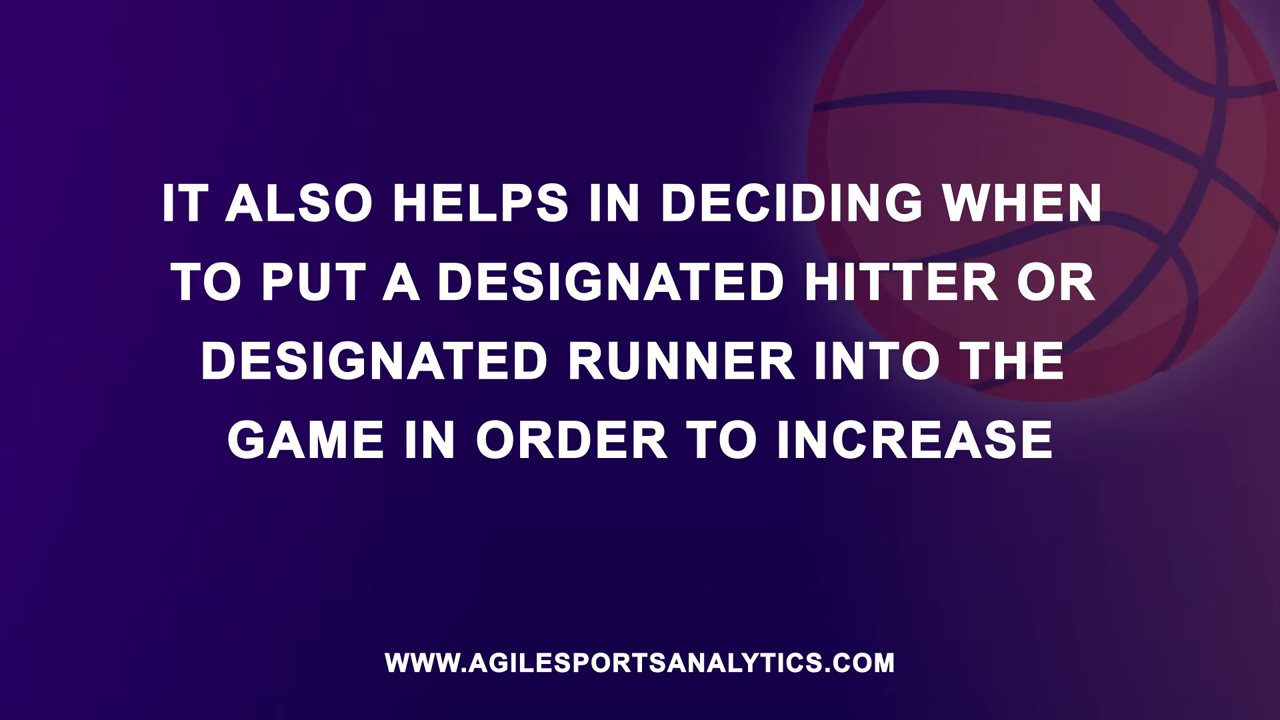 IT ALSO HELPS IN DECIDING WHEN
TO PUT A DESIGNATED HITTER OR
DESIGNATED RUNNER INTO THE
GAME IN ORDER TO INCREASE
WWW.AGILESPORTSANALYTICS.COM